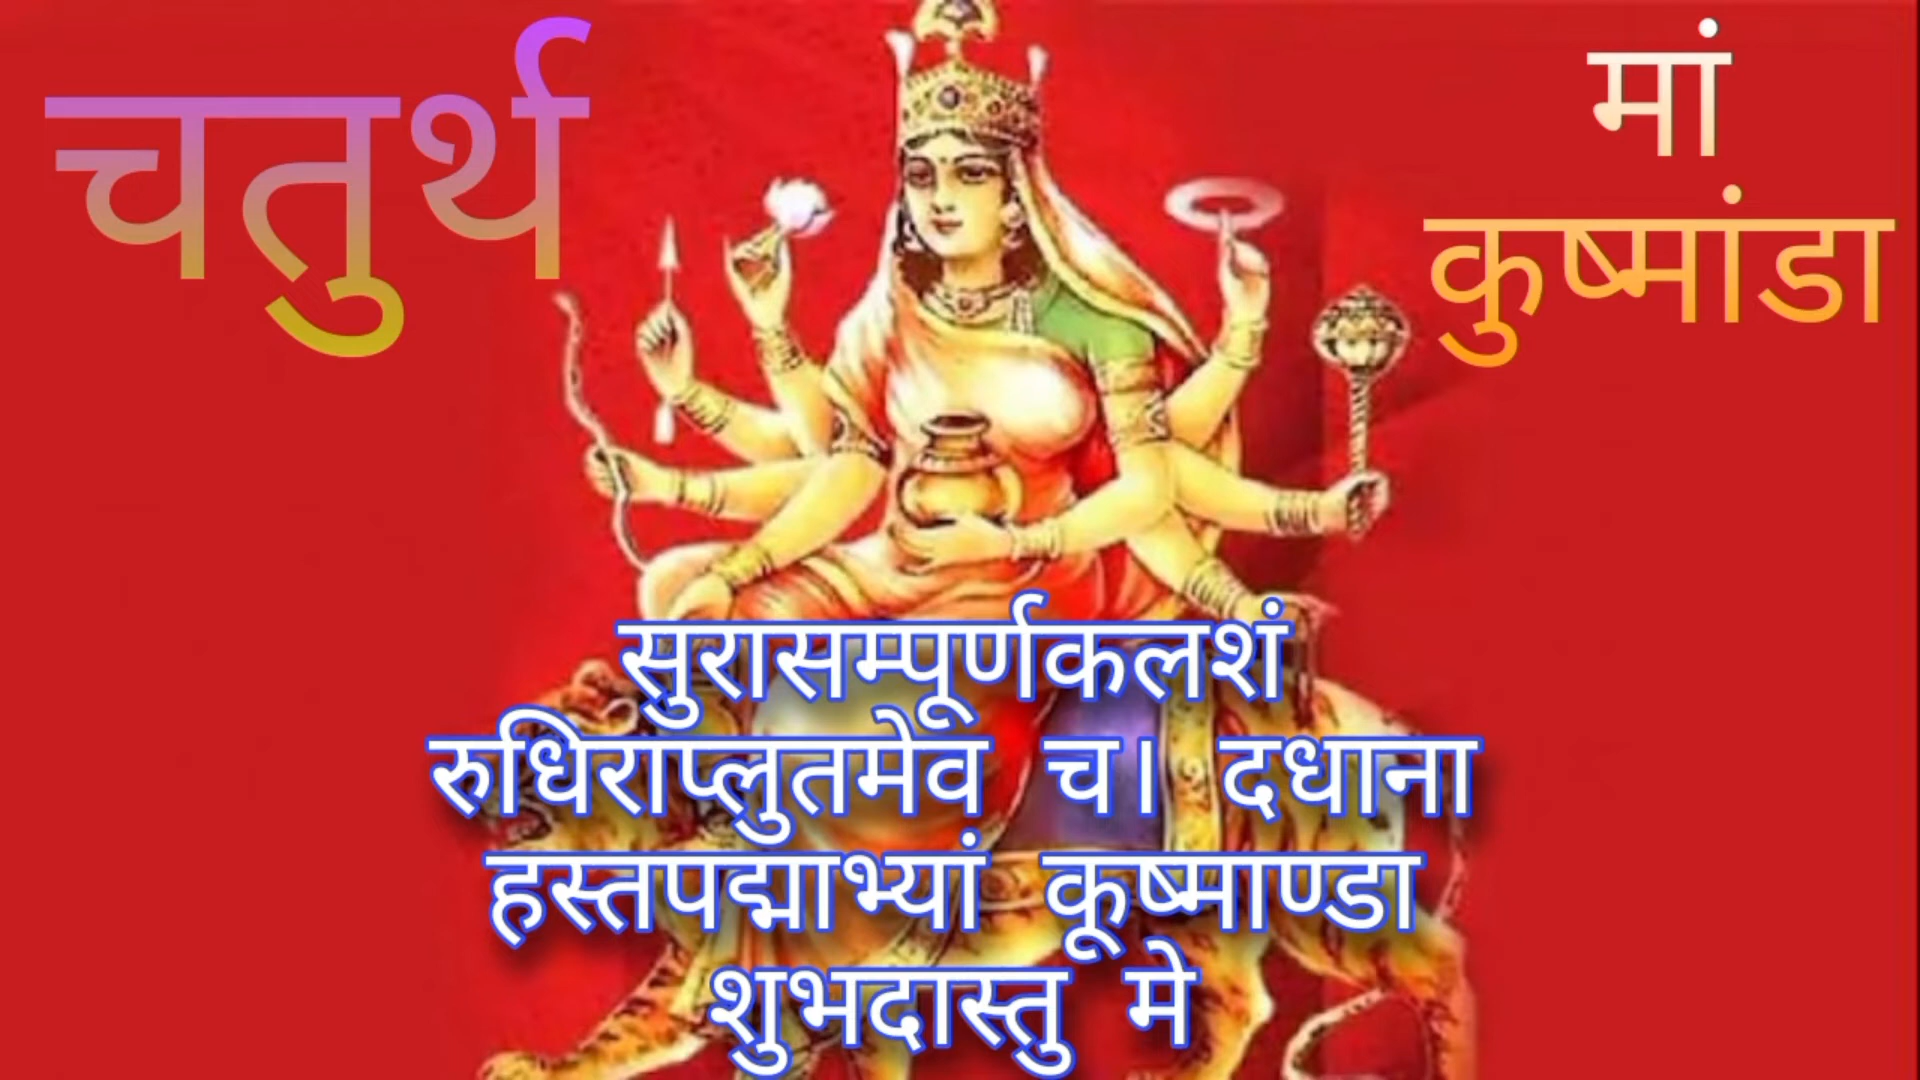 चतुर्थ
मां
कुष्मांडा
सुरासम्पूर्णकलशं
रुधिराप्लुतमेव च। दधाना
हस्तपद्माभ्यां कूष्माण्डा
शुभदास्तु मे